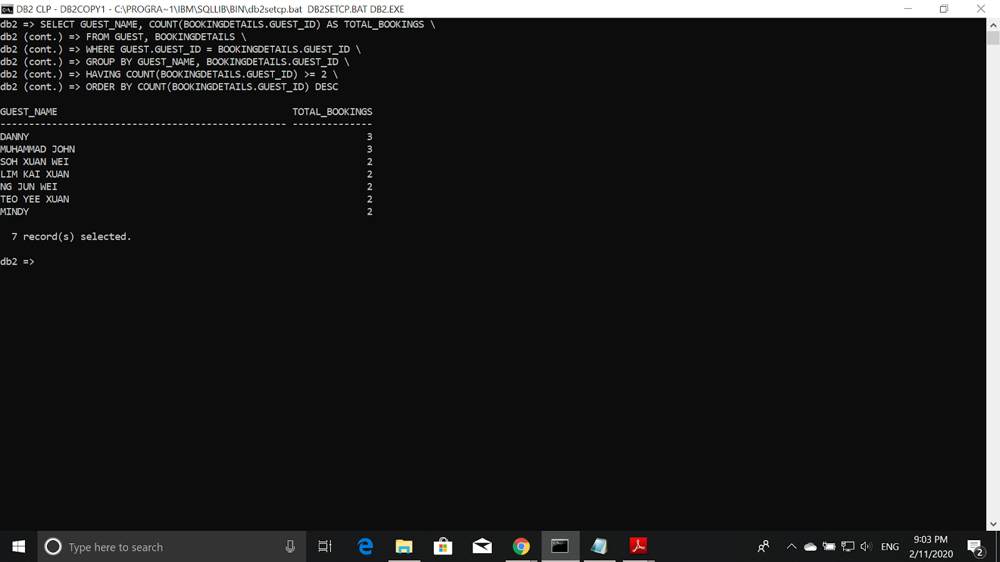 DB2 CLP - DB2COPY1 - C:\PROGRA~1\IBM\SQLLIB\BIN\db2setcp.bat  DB2SETCP.BAT DB2.EXE
db2 => SELECT GUEST_NAME, COUNT(BOOKINGDETAILS.GUEST_ID) AS TOTAL_BOOKINGS \
db2 (cont.) => FROM GUEST, BOOKINGDETAILS \
db2 (cont.) => WHERE GUEST.GUEST_ID = BOOKINGDETAILS.GUEST_ID \
db2 (cont.) => GROUP BY GUEST_NAME, BOOKINGDETAILS.GUEST_ID \
db2 (cont.) => HAVING COUNT(BOOKINGDETAILS.GUEST_ID) >= 2 \
db2 (cont.) => ORDER BY COUNT(BOOKINGDETAILS.GUEST_ID) DESC
GUEST_NAME TOTAL_BOOKINGS
-------------------------------------------------- --------------
DANNY 3
MUHAMMAD JOHN 3
SOH XUAN WEI 2
LIM KAI XUAN 2
NG JUN WEI 2
TEO YEE XUAN 2
MINDY 2
7 record(s) selected.
db2 =>
Type here to search
ENG
9:03 PM
2/11/2020
2